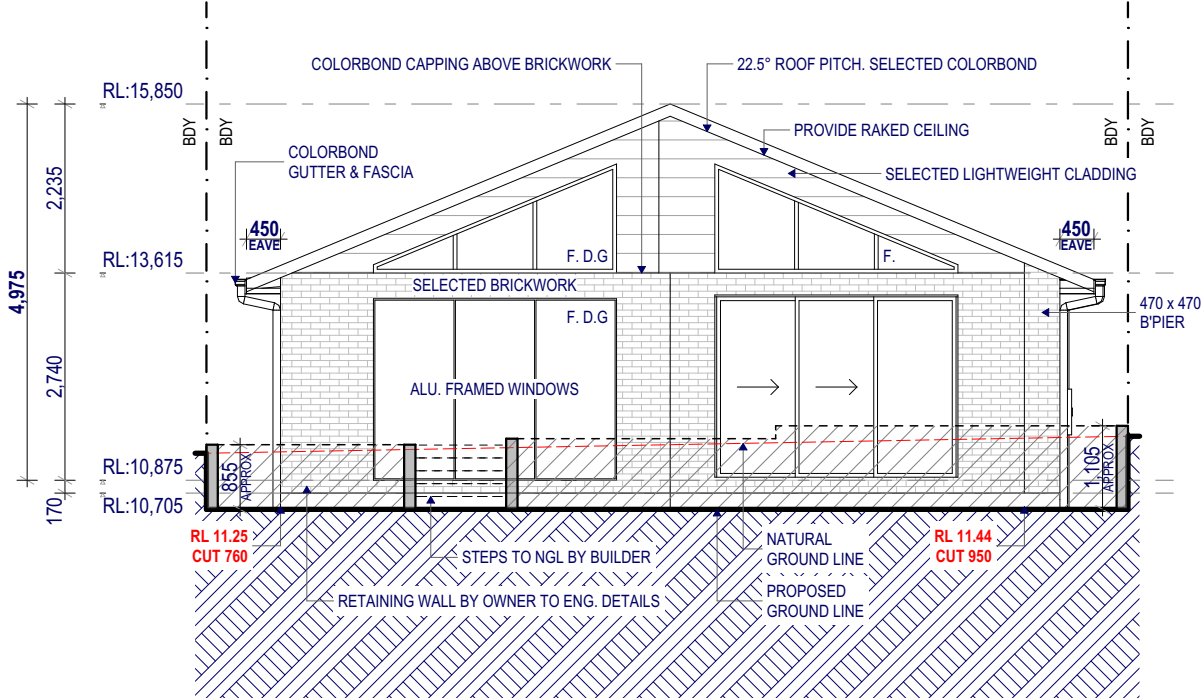 COLORBOND CAPPING ABOVE BRICKWORK
22.5° ROOF PITCH. SELECTED COLORBOND
RL:15,850
BDY
BDY
BDY
BDY
PROVIDE RAKED CEILING
COLORBOND
GUTTER & FASCIA
SELECTED LIGHTWEIGHT CLADDING
2,235
450
EAVE
450
EAVE
RL:13,615
F. D.G
F.
4,975
SELECTED BRICKWORK
F. D.G
470 x 470
B'PIER
2,740
ALU. FRAMED WINDOWS
RL:10,875
855
APPROX
1,105
APPROX
170
RL:10,705
RL 11.25
CUT 760
STEPS TO NGL BY BUILDER
NATURAL
GROUND LINE
RL 11.44
CUT 950
RETAINING WALL BY OWNER TO ENG. DETAILS
PROPOSED
GROUND LINE